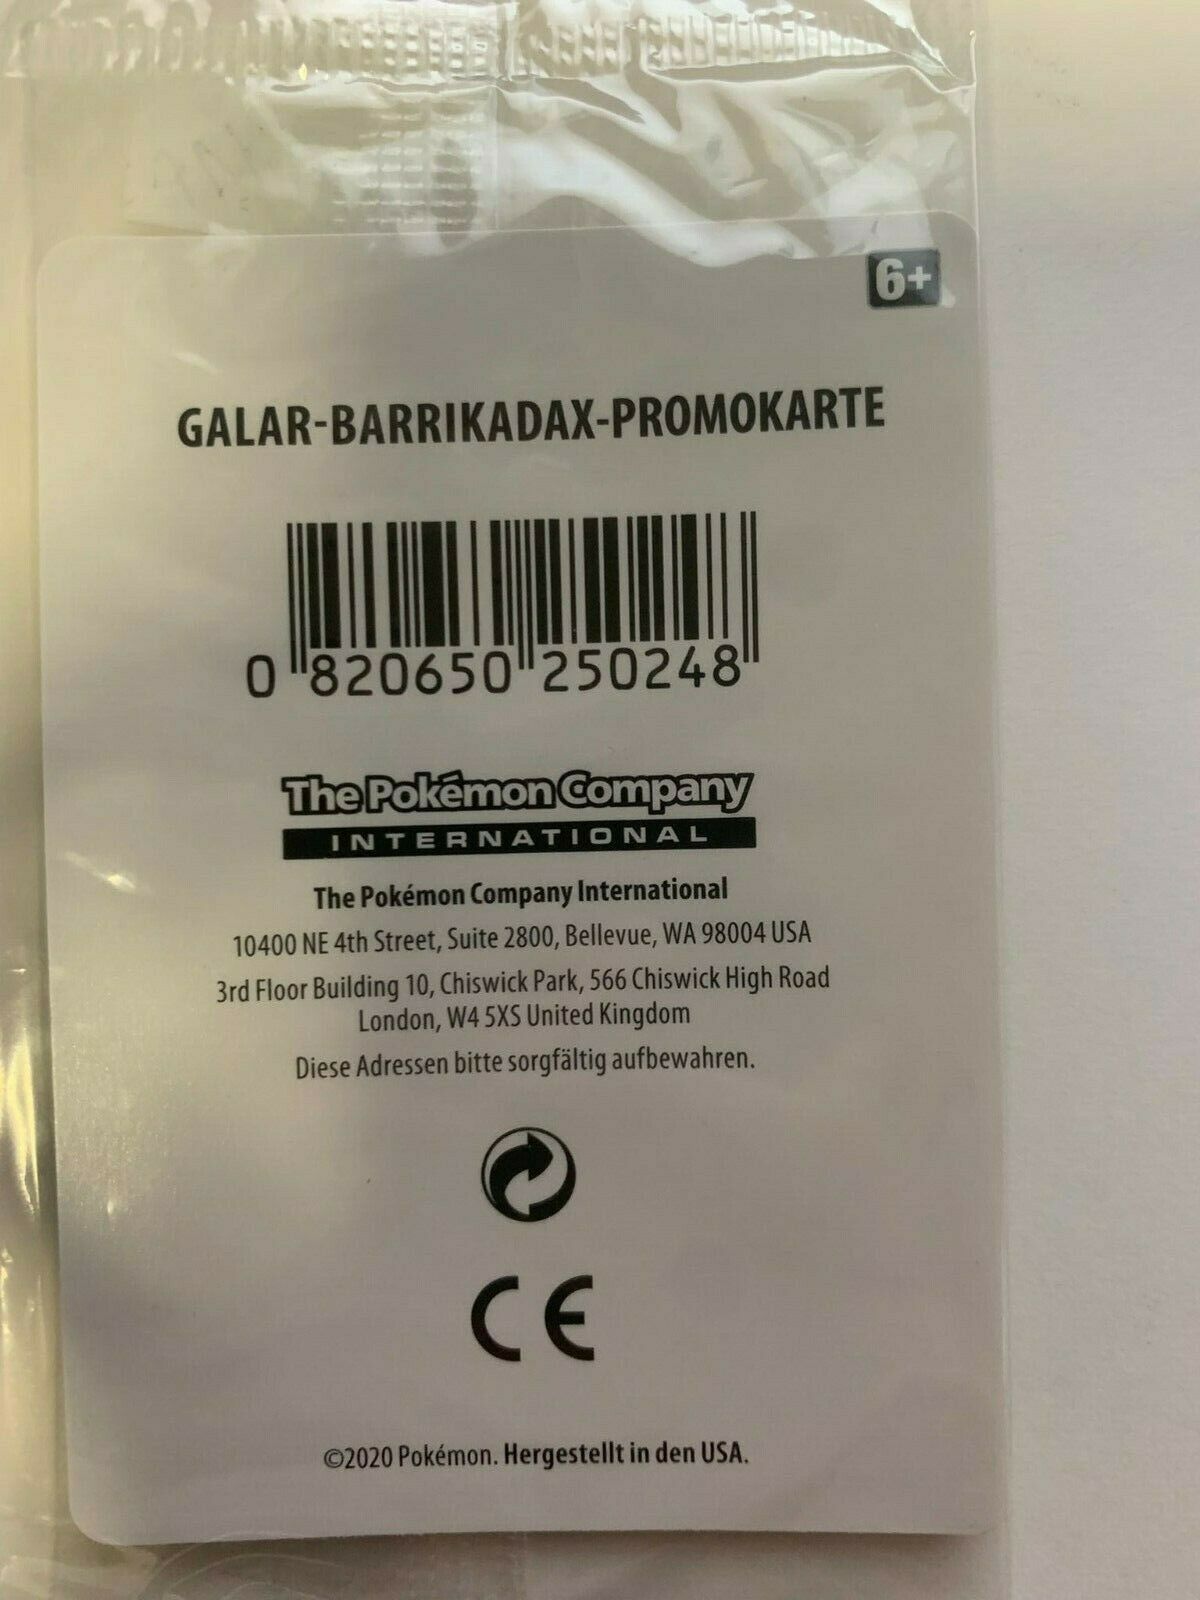 6+
GALAR-BARRIKADAX-PROMOKARTE
0 820650 250248
The Pokémon Company
INTERNATIONAL
The Pokémon Company International
10400 NE 4th Street, Suite 2800, Bellevue, WA 98004 USA
3rd Floor Building 10, Chiswick Park, 566 Chiswick High Road
London, W4 5XS United Kingdom
Diese Adressen bitte sorgfältig aufbewahren.
CE
©2020 Pokémon. Hergestellt in den USA.